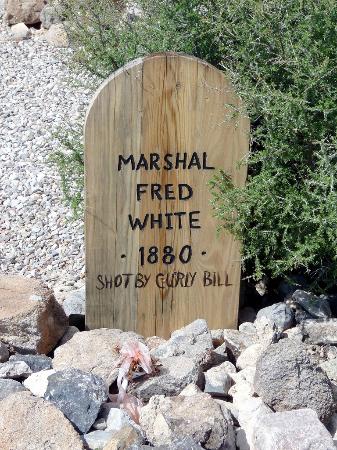 MARSHAL
FRED
WHITE
· 1880 ·
SHOT BY CURLY BILL